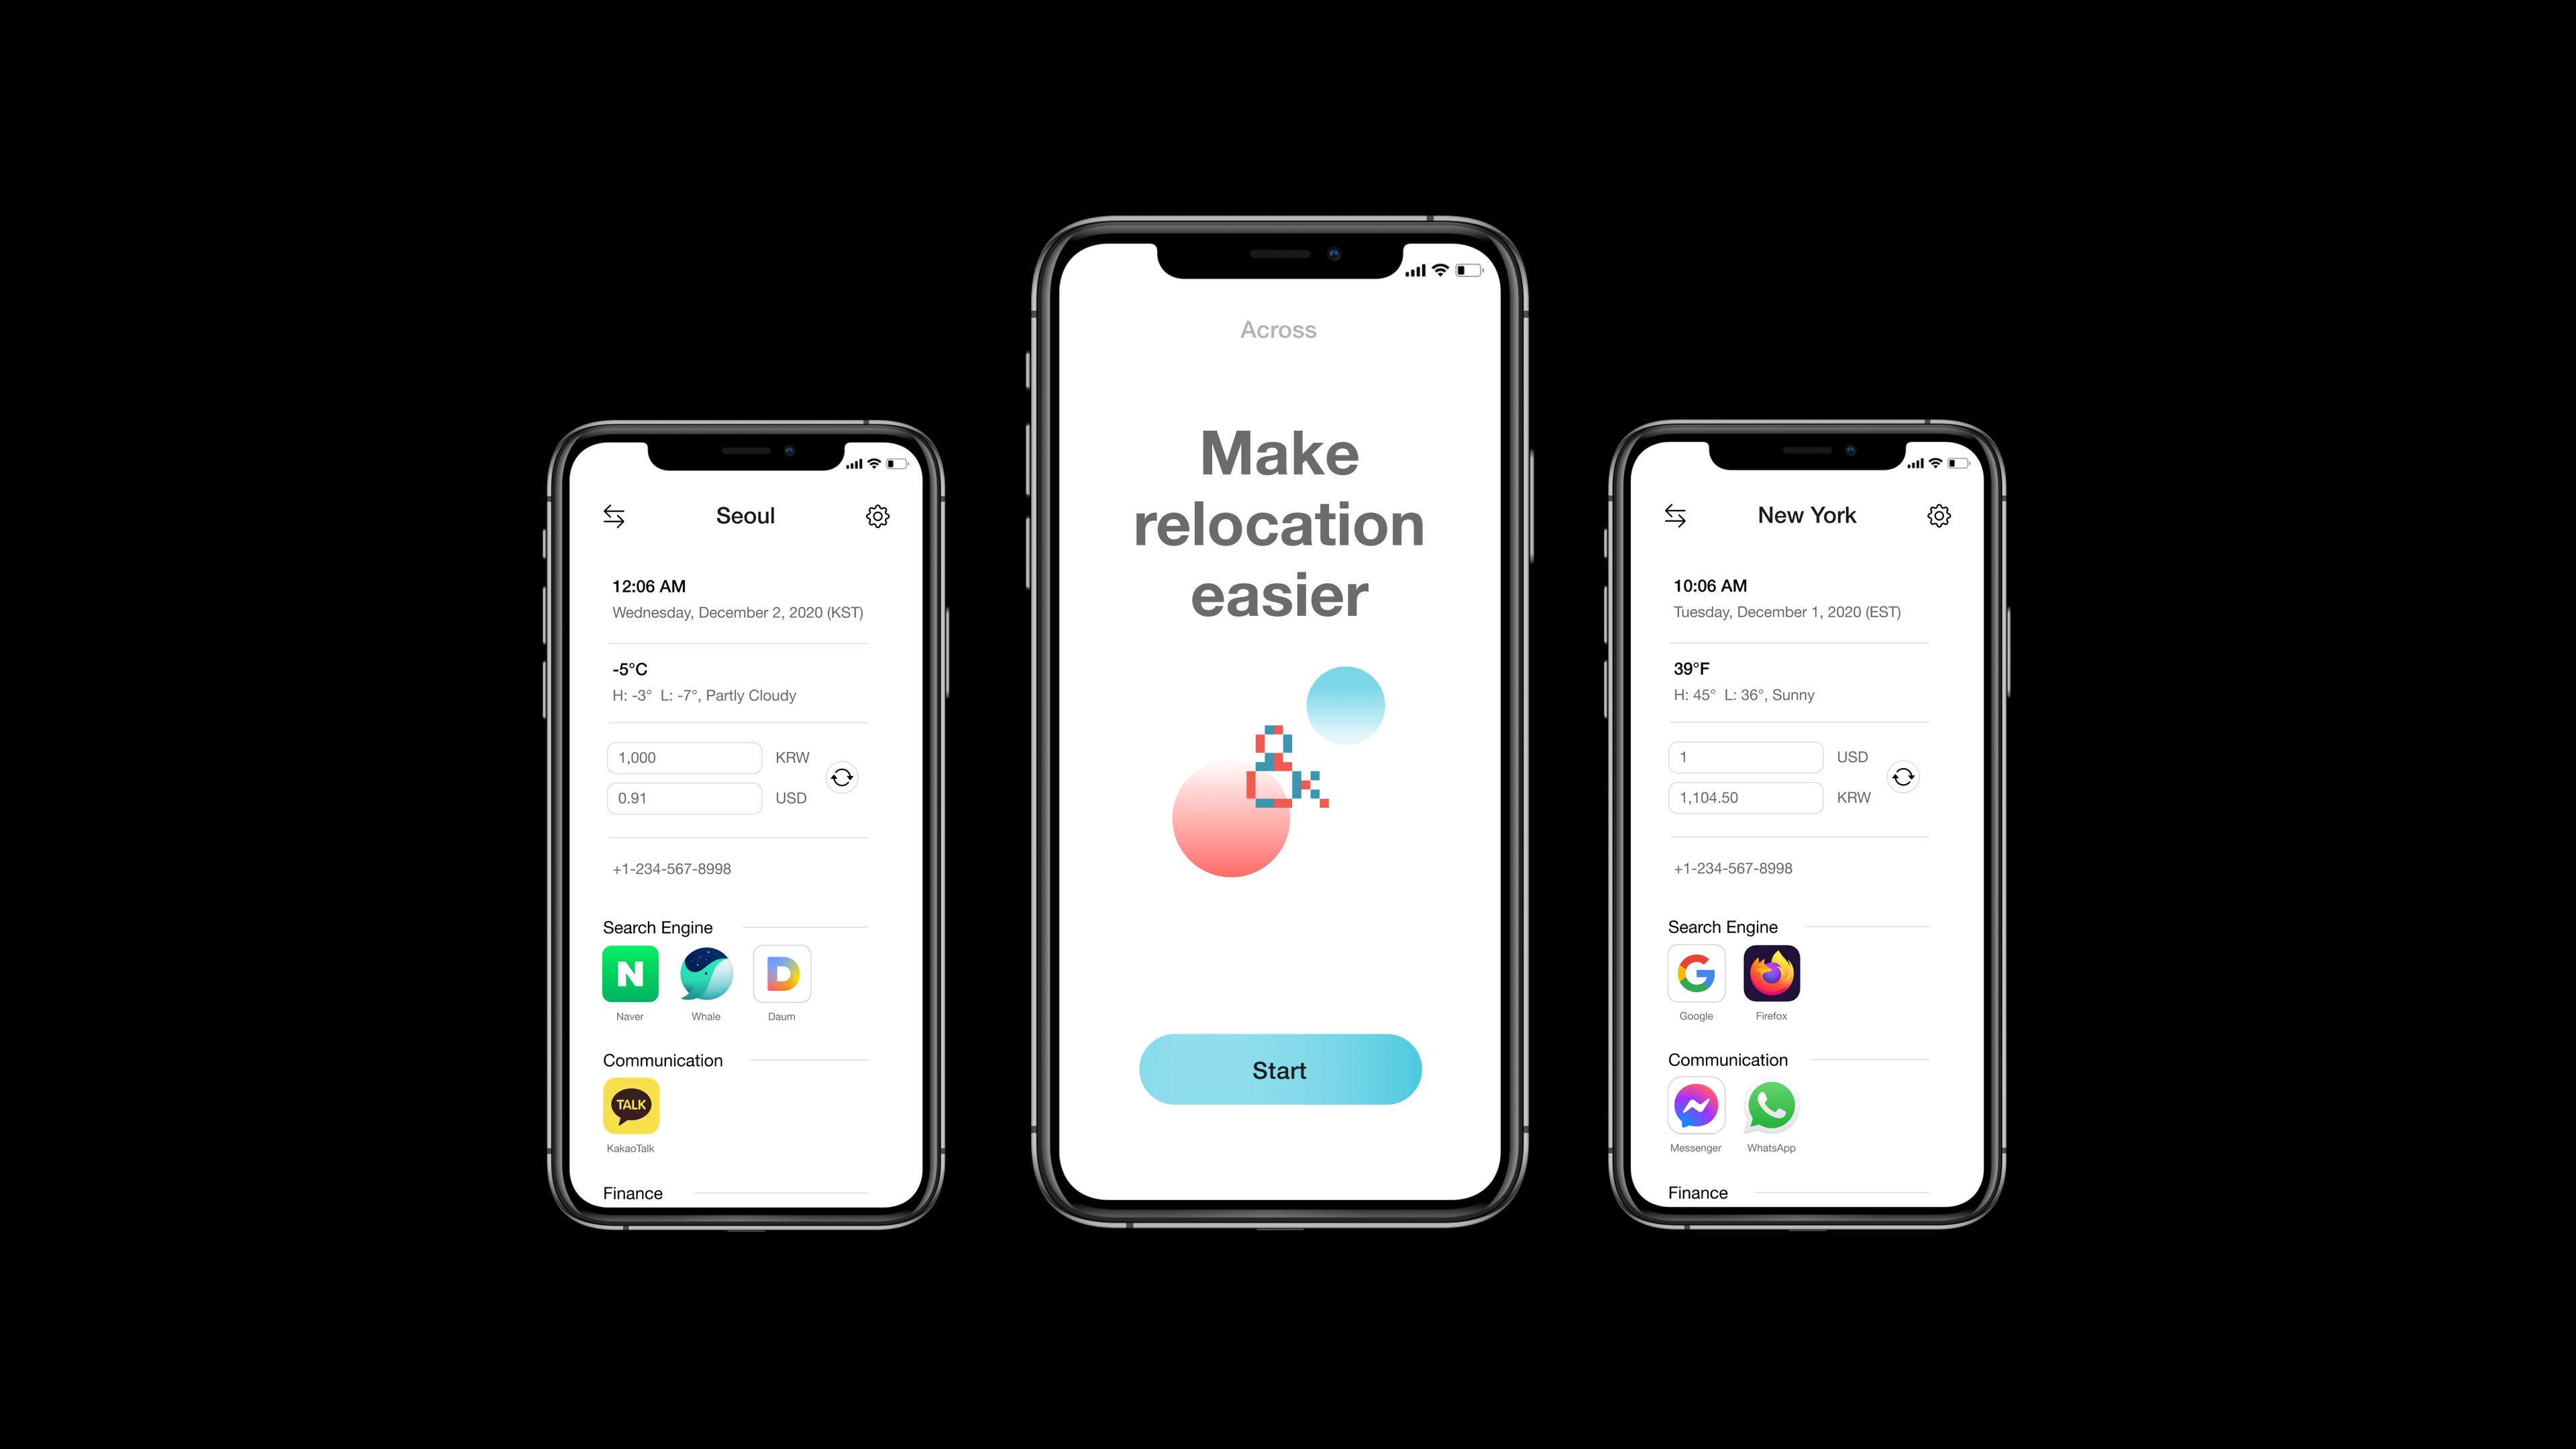 Seoul
12:06 AM
Wednesday, December 2, 2020 (KST)
-5°C
H: -3° L: -7°, Partly Cloudy
1,000 KRW
0.91 USD
+1-234-567-8998
Search Engine
N D
Naver Whale Daum
Communication
TALK
KakaoTalk
Finance
Across
Make
relocation
easier
&
Start
New York
10:06 AM
Tuesday, December 1, 2020 (EST)
39°F
H: 45° L: 36°, Sunny
1 USD
1,104.50 KRW
+1-234-567-8998
Search Engine
G
Google Firefox
Communication
Messenger WhatsApp
Finance